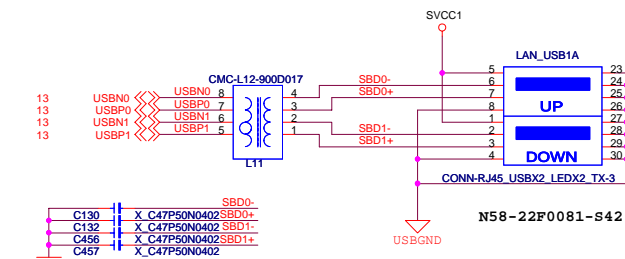 SVCC1
LAN_USB1A
CMC-L12-900D017
5 23
USBN0 8 4 SBD0- 6 24
13 USBN0
USBP0 7 3 SBD0+ 7 25
13 USBP0
UP
8 26
USBN1 6 2 1 27
13 USBN1
USBP1 5 1 SBD1- 2 28
13 USBP1
SBD1+ 3 29
L11
DOWN
4 30
CONN-RJ45_USBX2_LEDX2_TX-3
SBD0-
C130 X_C47P50N0402 SBD0+
C132 X_C47P50N0402 SBD1-
C456 X_C47P50N0402 SBD1+
C457 X_C47P50N0402
N58-22F0081-S42
USBGND